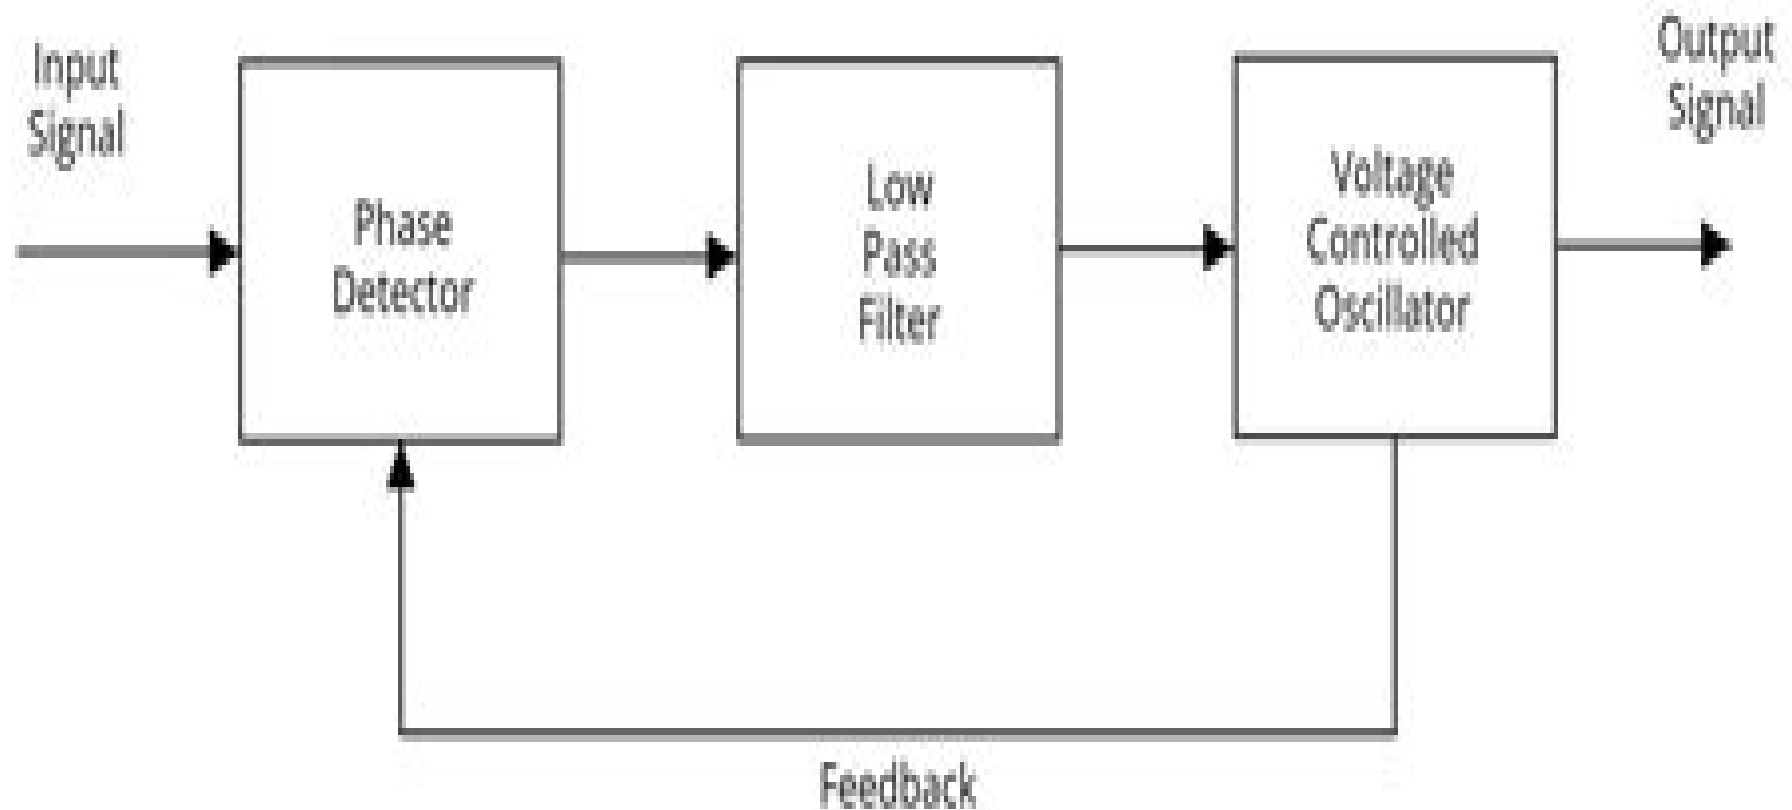 Input
Signal
Phase
Detector
Low
Pass
Filter
Voltage
Controlled
Oscillator
Output
Signal
Feedback